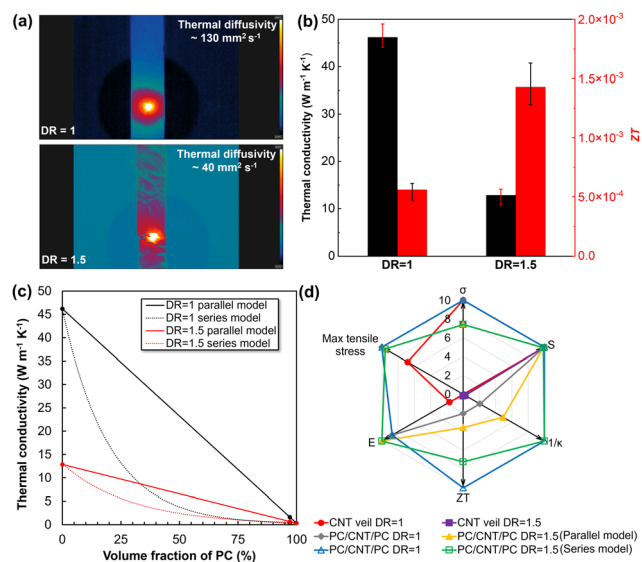 (a)
Thermal diffusivity
~ 130 mm² s⁻¹
DR = 1
Thermal diffusivity
~ 40 mm² s⁻¹
DR = 1.5
(b)
Thermal conductivity (W m⁻¹ K⁻¹)
50
40
30
20
10
0
DR=1
DR=1.5
2.0×10⁻³
1.5×10⁻³
1.0×10⁻³
5.0×10⁻⁴
0.0
ZT
(c)
Thermal conductivity (W m⁻¹ K⁻¹)
50
45
40
35
30
25
20
15
10
5
0
0
20
40
60
80
100
Volume fraction of PC (%)
DR=1 parallel model
DR=1 series model
DR=1.5 parallel model
DR=1.5 series model
(d)
σ
10
8
6
4
2
0
S
1/κ
ZT
E
Max tensile
stress
CNT veil DR=1
CNT veil DR=1.5
PC/CNT/PC DR=1
PC/CNT/PC DR=1.5(Parallel model)
PC/CNT/PC DR=1
PC/CNT/PC DR=1.5(Series model)